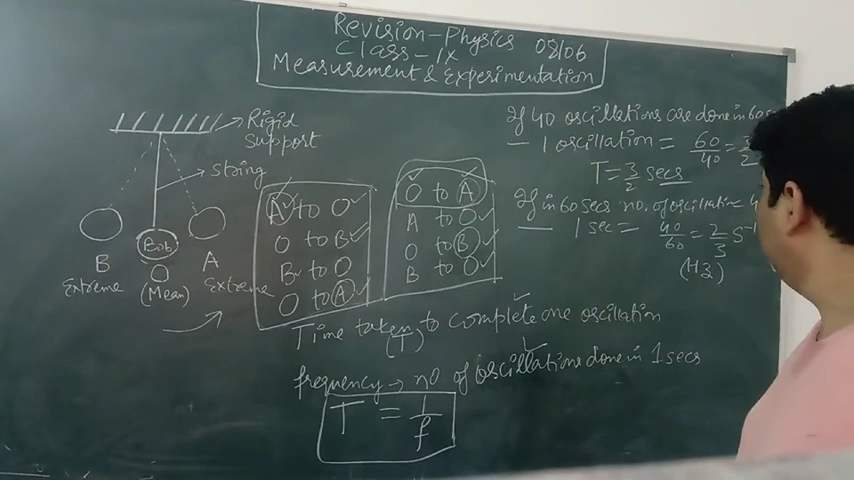 Revision-Physics 08/06
Class-IX
Measurement & Experimentation
Rigid
Support
String
Bob
B
O
A
Extreme
(Mean)
Extreme
A to O
O to B
B to O
O to A
O to A
A to O
O to B
B to O
If 40 oscillations are done in 60
— 1 oscillation = 60/40 = 3/2
T = 3/2 secs
If in 60 secs no. of oscillation 4
— 1 sec = 40/60 = 2/3 S⁻¹
(Hz)
Time taken to complete one oscillation
(T)
frequency → no of oscillations done in 1 secs
T = 1/f